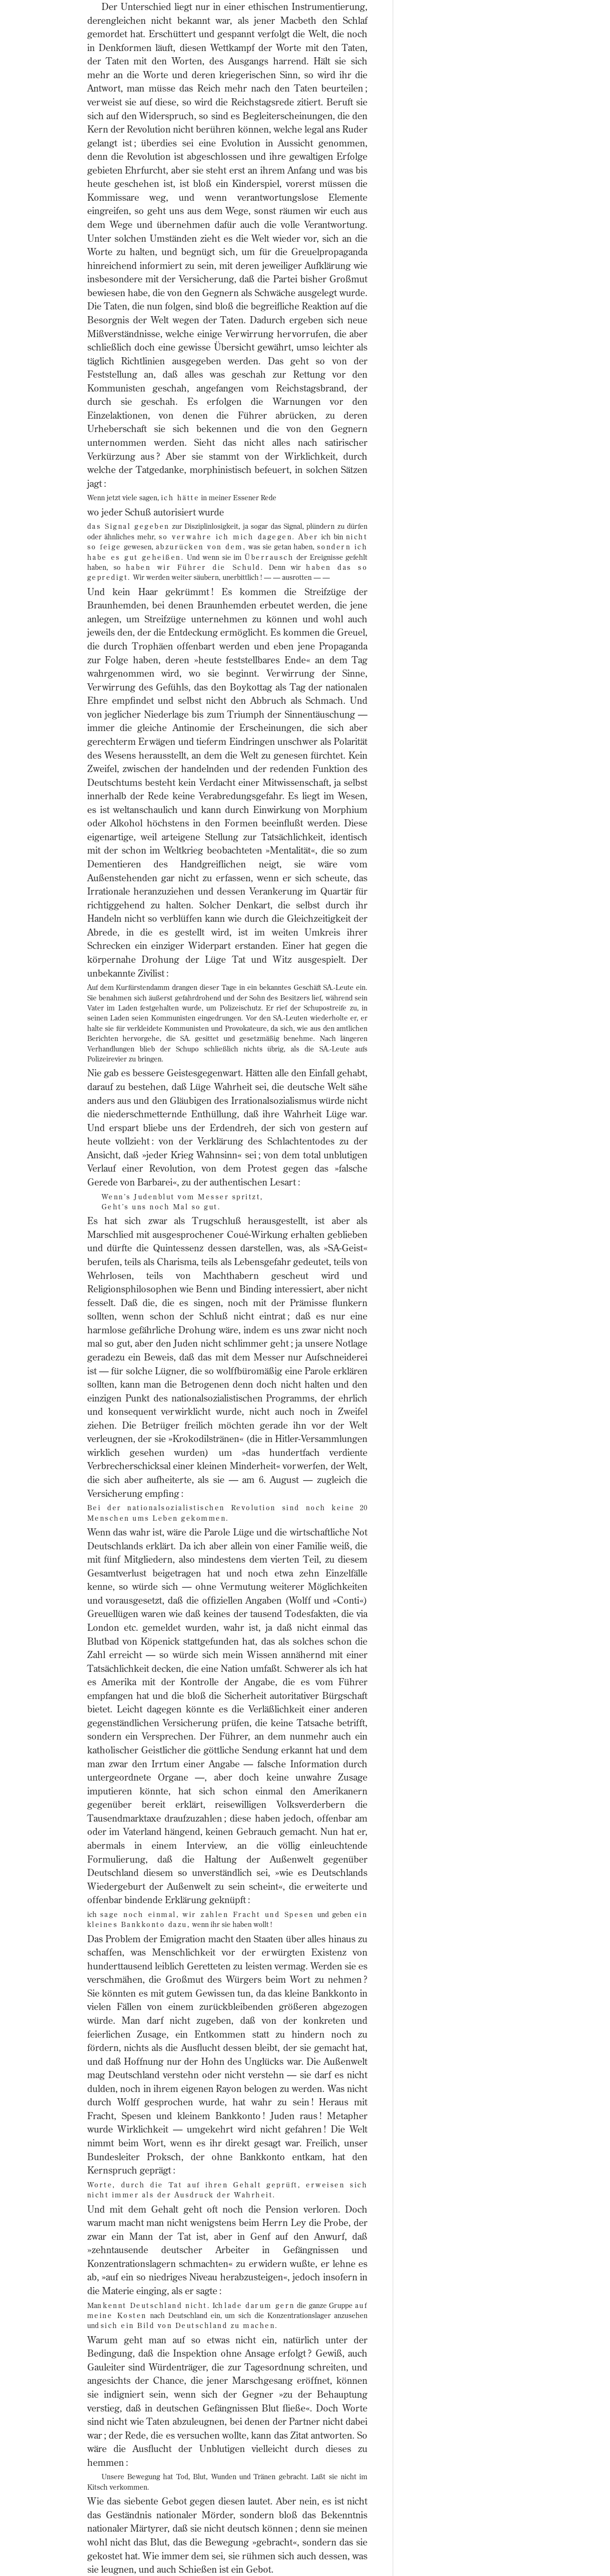 Der Unterschied liegt nur in einer ethischen Instrumentierung,
derengleichen nicht bekannt war, als jener Macbeth den Schlaf
gemordet hat. Erschüttert und gespannt verfolgt die Welt, die noch
in Denkformen läuft, diesen Wettkampf der Worte mit den Taten,
der Taten mit den Worten, des Ausgangs harrend. Hält sie sich
mehr an die Worte und deren kriegerischen Sinn, so wird ihr die
Antwort, man müsse das Reich mehr nach den Taten beurteilen ;
verweist sie auf diese, so wird die Reichstagsrede zitiert. Beruft sie
sich auf den Widerspruch, so sind es Begleiterscheinungen, die den
Kern der Revolution nicht berühren können, welche legal ans Ruder
gelangt ist ; überdies sei eine Evolution in Aussicht genommen,
denn die Revolution ist abgeschlossen und ihre gewaltigen Erfolge
gebieten Ehrfurcht, aber sie steht erst an ihrem Anfang und was bis
heute geschehen ist, ist bloß ein Kinderspiel, vorerst müssen die
Kommissare weg, und wenn verantwortungslose Elemente
eingreifen, so geht uns aus dem Wege, sonst räumen wir euch aus
dem Wege und übernehmen dafür auch die volle Verantwortung.
Unter solchen Umständen zieht es die Welt wieder vor, sich an die
Worte zu halten, und begnügt sich, um für die Greuelpropaganda
hinreichend informiert zu sein, mit deren jeweiliger Aufklärung wie
insbesondere mit der Versicherung, daß die Partei bisher Großmut
bewiesen habe, die von den Gegnern als Schwäche ausgelegt wurde.
Die Taten, die nun folgen, sind bloß die begreifliche Reaktion auf die
Besorgnis der Welt wegen der Taten. Dadurch ergeben sich neue
Mißverständnisse, welche einige Verwirrung hervorrufen, die aber
schließlich doch eine gewisse Übersicht gewährt, umso leichter als
täglich Richtlinien ausgegeben werden. Das geht so von der
Feststellung an, daß alles was geschah zur Rettung vor den
Kommunisten geschah, angefangen vom Reichstagsbrand, der
durch sie geschah. Es erfolgen die Warnungen vor den
Einzelaktionen, von denen die Führer abrücken, zu deren
Urheberschaft sie sich bekennen und die von den Gegnern
unternommen werden. Sieht das nicht alles nach satirischer
Verkürzung aus ? Aber sie stammt von der Wirklichkeit, durch
welche der Tatgedanke, morphinistisch befeuert, in solchen Sätzen
jagt :
Wenn jetzt viele sagen, ich hätte in meiner Essener Rede
wo jeder Schuß autorisiert wurde
das Signal gegeben zur Disziplinlosigkeit, ja sogar das Signal, plündern zu dürfen
oder ähnliches mehr, so verwahre ich mich dagegen. Aber ich bin nicht
so feige gewesen, abzurücken von dem, was sie getan haben, sondern ich
habe es gut geheißen. Und wenn sie im Überrausch der Ereignisse gefehlt
haben, so haben wir Führer die Schuld. Denn wir haben das so
gepredigt. Wir werden weiter säubern, unerbittlich ! — — ausrotten — —
Und kein Haar gekrümmt ! Es kommen die Streifzüge der
Braunhemden, bei denen Braunhemden erbeutet werden, die jene
anlegen, um Streifzüge unternehmen zu können und wohl auch
jeweils den, der die Entdeckung ermöglicht. Es kommen die Greuel,
die durch Trophäen offenbart werden und eben jene Propaganda
zur Folge haben, deren »heute feststellbares Ende« an dem Tag
wahrgenommen wird, wo sie beginnt. Verwirrung der Sinne,
Verwirrung des Gefühls, das den Boykottag als Tag der nationalen
Ehre empfindet und selbst nicht den Abbruch als Schmach. Und
von jeglicher Niederlage bis zum Triumph der Sinnentäuschung —
immer die gleiche Antinomie der Erscheinungen, die sich aber
gerechterm Erwägen und tieferm Eindringen unschwer als Polarität
des Wesens herausstellt, an dem die Welt zu genesen fürchtet. Kein
Zweifel, zwischen der handelnden und der redenden Funktion des
Deutschtums besteht kein Verdacht einer Mitwissenschaft, ja selbst
innerhalb der Rede keine Verabredungsgefahr. Es liegt im Wesen,
es ist weltanschaulich und kann durch Einwirkung von Morphium
oder Alkohol höchstens in den Formen beeinflußt werden. Diese
eigenartige, weil arteigene Stellung zur Tatsächlichkeit, identisch
mit der schon im Weltkrieg beobachteten »Mentalität«, die so zum
Dementieren des Handgreiflichen neigt, sie wäre vom
Außenstehenden gar nicht zu erfassen, wenn er sich scheute, das
Irrationale heranzuziehen und dessen Verankerung im Quartär für
richtiggehend zu halten. Solcher Denkart, die selbst durch ihr
Handeln nicht so verblüffen kann wie durch die Gleichzeitigkeit der
Abrede, in die es gestellt wird, ist im weiten Umkreis ihrer
Schrecken ein einziger Widerpart erstanden. Einer hat gegen die
körpernahe Drohung der Lüge Tat und Witz ausgespielt. Der
unbekannte Zivilist :
Auf dem Kurfürstendamm drangen dieser Tage in ein bekanntes Geschäft SA.-Leute ein.
Sie benahmen sich äußerst gefahrdrohend und der Sohn des Besitzers lief, während sein
Vater im Laden festgehalten wurde, um Polizeischutz. Er rief der Schupostreife zu, in
seinen Laden seien Kommunisten eingedrungen. Vor den SA.-Leuten wiederholte er, er
halte sie für verkleidete Kommunisten und Provokateure, da sich, wie aus den amtlichen
Berichten hervorgehe, die SA. gesittet und gesetzmäßig benehme. Nach längeren
Verhandlungen blieb der Schupo schließlich nichts übrig, als die SA.-Leute aufs
Polizeirevier zu bringen.
Nie gab es bessere Geistesgegenwart. Hätten alle den Einfall gehabt,
darauf zu bestehen, daß Lüge Wahrheit sei, die deutsche Welt sähe
anders aus und den Gläubigen des Irrationalsozialismus würde nicht
die niederschmetternde Enthüllung, daß ihre Wahrheit Lüge war.
Und erspart bliebe uns der Erdendreh, der sich von gestern auf
heute vollzieht : von der Verklärung des Schlachtentodes zu der
Ansicht, daß »jeder Krieg Wahnsinn« sei ; von dem total unblutigen
Verlauf einer Revolution, von dem Protest gegen das »falsche
Gerede von Barbarei«, zu der authentischen Lesart :
Wenn's Judenblut vom Messer spritzt,
Geht's uns noch Mal so gut.
Es hat sich zwar als Trugschluß herausgestellt, ist aber als
Marschlied mit ausgesprochener Coué-Wirkung erhalten geblieben
und dürfte die Quintessenz dessen darstellen, was, als »SA-Geist«
berufen, teils als Charisma, teils als Lebensgefahr gedeutet, teils von
Wehrlosen, teils von Machthabern gescheut wird und
Religionsphilosophen wie Benn und Binding interessiert, aber nicht
fesselt. Daß die, die es singen, noch mit der Prämisse flunkern
sollten, wenn schon der Schluß nicht eintrat ; daß es nur eine
harmlose gefährliche Drohung wäre, indem es uns zwar nicht noch
mal so gut, aber den Juden nicht schlimmer geht ; ja unsere Notlage
geradezu ein Beweis, daß das mit dem Messer nur Aufschneiderei
ist — für solche Lügner, die so wolffbüromäßig eine Parole erklären
sollten, kann man die Betrogenen denn doch nicht halten und den
einzigen Punkt des nationalsozialistischen Programms, der ehrlich
und konsequent verwirklicht wurde, nicht auch noch in Zweifel
ziehen. Die Betrüger freilich möchten gerade ihn vor der Welt
verleugnen, der sie »Krokodilstränen« (die in Hitler-Versammlungen
wirklich gesehen wurden) um »das hundertfach verdiente
Verbrecherschicksal einer kleinen Minderheit« vorwerfen, der Welt,
die sich aber aufheiterte, als sie — am 6. August — zugleich die
Versicherung empfing :
Bei der nationalsozialistischen Revolution sind noch keine 20
Menschen ums Leben gekommen.
Wenn das wahr ist, wäre die Parole Lüge und die wirtschaftliche Not
Deutschlands erklärt. Da ich aber allein von einer Familie weiß, die
mit fünf Mitgliedern, also mindestens dem vierten Teil, zu diesem
Gesamtverlust beigetragen hat und noch etwa zehn Einzelfälle
kenne, so würde sich — ohne Vermutung weiterer Möglichkeiten
und vorausgesetzt, daß die offiziellen Angaben (Wolff und »Conti«)
Greuellügen waren wie daß keines der tausend Todesfakten, die via
London etc. gemeldet wurden, wahr ist, ja daß nicht einmal das
Blutbad von Köpenick stattgefunden hat, das als solches schon die
Zahl erreicht — so würde sich mein Wissen annähernd mit einer
Tatsächlichkeit decken, die eine Nation umfaßt. Schwerer als ich hat
es Amerika mit der Kontrolle der Angabe, die es vom Führer
empfangen hat und die bloß die Sicherheit autoritativer Bürgschaft
bietet. Leicht dagegen könnte es die Verläßlichkeit einer anderen
gegenständlichen Versicherung prüfen, die keine Tatsache betrifft,
sondern ein Versprechen. Der Führer, an dem nunmehr auch ein
katholischer Geistlicher die göttliche Sendung erkannt hat und dem
man zwar den Irrtum einer Angabe — falsche Information durch
untergeordnete Organe —, aber doch keine unwahre Zusage
imputieren könnte, hat sich schon einmal den Amerikanern
gegenüber bereit erklärt, reisewilligen Volksverderbern die
Tausendmarktaxe draufzuzahlen ; diese haben jedoch, offenbar am
oder im Vaterland hängend, keinen Gebrauch gemacht. Nun hat er,
abermals in einem Interview, an die völlig einleuchtende
Formulierung, daß die Haltung der Außenwelt gegenüber
Deutschland diesem so unverständlich sei, »wie es Deutschlands
Wiedergeburt der Außenwelt zu sein scheint«, die erweiterte und
offenbar bindende Erklärung geknüpft :
ich sage noch einmal, wir zahlen Fracht und Spesen und geben ein
kleines Bankkonto dazu, wenn ihr sie haben wollt !
Das Problem der Emigration macht den Staaten über alles hinaus zu
schaffen, was Menschlichkeit vor der erwürgten Existenz von
hunderttausend leiblich Geretteten zu leisten vermag. Werden sie es
verschmähen, die Großmut des Würgers beim Wort zu nehmen ?
Sie könnten es mit gutem Gewissen tun, da das kleine Bankkonto in
vielen Fällen von einem zurückbleibenden größeren abgezogen
würde. Man darf nicht zugeben, daß von der konkreten und
feierlichen Zusage, ein Entkommen statt zu hindern noch zu
fördern, nichts als die Ausflucht dessen bleibt, der sie gemacht hat,
und daß Hoffnung nur der Hohn des Unglücks war. Die Außenwelt
mag Deutschland verstehn oder nicht verstehn — sie darf es nicht
dulden, noch in ihrem eigenen Rayon belogen zu werden. Was nicht
durch Wolff gesprochen wurde, hat wahr zu sein ! Heraus mit
Fracht, Spesen und kleinem Bankkonto ! Juden raus ! Metapher
wurde Wirklichkeit — umgekehrt wird nicht gefahren ! Die Welt
nimmt beim Wort, wenn es ihr direkt gesagt war. Freilich, unser
Bundesleiter Proksch, der ohne Bankkonto entkam, hat den
Kernspruch geprägt :
Worte, durch die Tat auf ihren Gehalt geprüft, erweisen sich
nicht immer als der Ausdruck der Wahrheit.
Und mit dem Gehalt geht oft noch die Pension verloren. Doch
warum macht man nicht wenigstens beim Herrn Ley die Probe, der
zwar ein Mann der Tat ist, aber in Genf auf den Anwurf, daß
»zehntausende deutscher Arbeiter in Gefängnissen und
Konzentrationslagern schmachten« zu erwidern wußte, er lehne es
ab, »auf ein so niedriges Niveau herabzusteigen«, jedoch insofern in
die Materie einging, als er sagte :
Man kennt Deutschland nicht. Ich lade darum gern die ganze Gruppe auf
meine Kosten nach Deutschland ein, um sich die Konzentrationslager anzusehen
und sich ein Bild von Deutschland zu machen.
Warum geht man auf so etwas nicht ein, natürlich unter der
Bedingung, daß die Inspektion ohne Ansage erfolgt ? Gewiß, auch
Gauleiter sind Würdenträger, die zur Tagesordnung schreiten, und
angesichts der Chance, die jener Marschgesang eröffnet, können
sie indigniert sein, wenn sich der Gegner »zu der Behauptung
verstieg, daß in deutschen Gefängnissen Blut fließe«. Doch Worte
sind nicht wie Taten abzuleugnen, bei denen der Partner nicht dabei
war ; der Rede, die es versuchen wollte, kann das Zitat antworten. So
wäre die Ausflucht der Unblutigen vielleicht durch dieses zu
hemmen :
Unsere Bewegung hat Tod, Blut, Wunden und Tränen gebracht. Laßt sie nicht im
Kitsch verkommen.
Wie das siebente Gebot gegen diesen lautet. Aber nein, es ist nicht
das Geständnis nationaler Mörder, sondern bloß das Bekenntnis
nationaler Märtyrer, daß sie nicht deutsch können ; denn sie meinen
wohl nicht das Blut, das die Bewegung »gebracht«, sondern das sie
gekostet hat. Wie immer dem sei, sie rühmen sich auch dessen, was
sie leugnen, und auch Schießen ist ein Gebot.